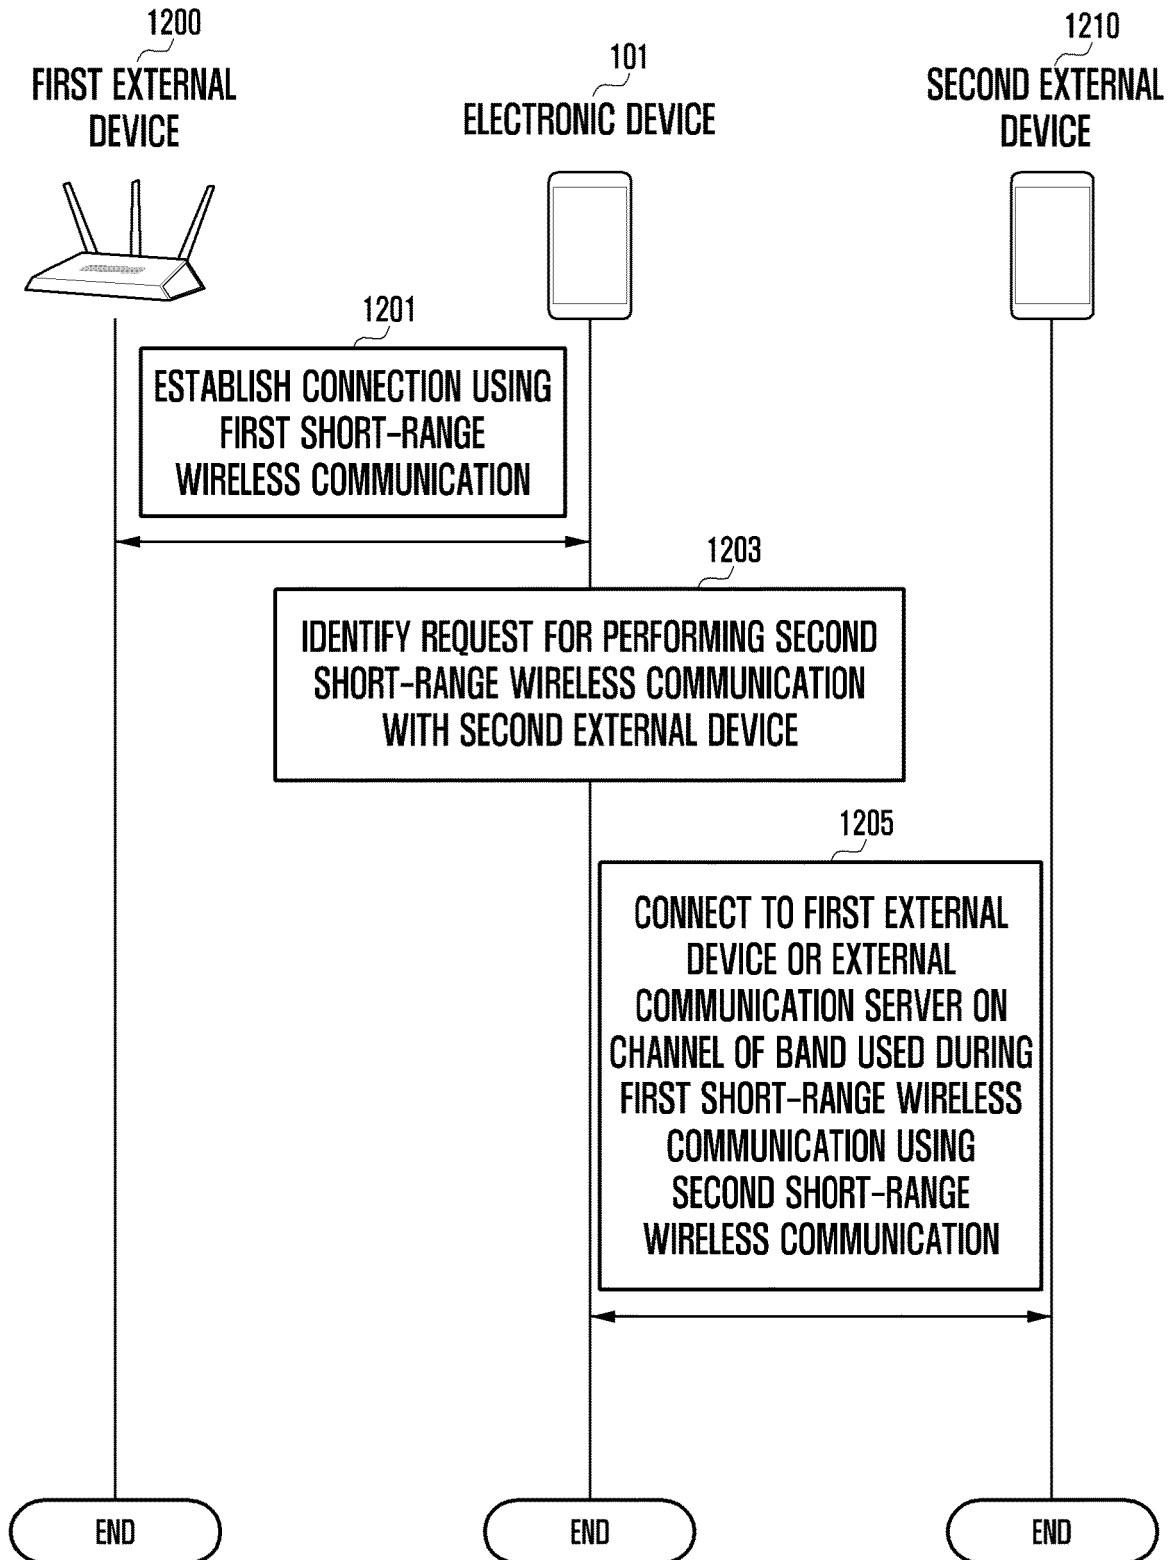 1200
FIRST EXTERNAL
DEVICE
101
ELECTRONIC DEVICE
1210
SECOND EXTERNAL
DEVICE
1201
ESTABLISH CONNECTION USING
FIRST SHORT-RANGE
WIRELESS COMMUNICATION
1203
IDENTIFY REQUEST FOR PERFORMING SECOND
SHORT-RANGE WIRELESS COMMUNICATION
WITH SECOND EXTERNAL DEVICE
1205
CONNECT TO FIRST EXTERNAL
DEVICE OR EXTERNAL
COMMUNICATION SERVER ON
CHANNEL OF BAND USED DURING
FIRST SHORT-RANGE WIRELESS
COMMUNICATION USING
SECOND SHORT-RANGE
WIRELESS COMMUNICATION
END
END
END